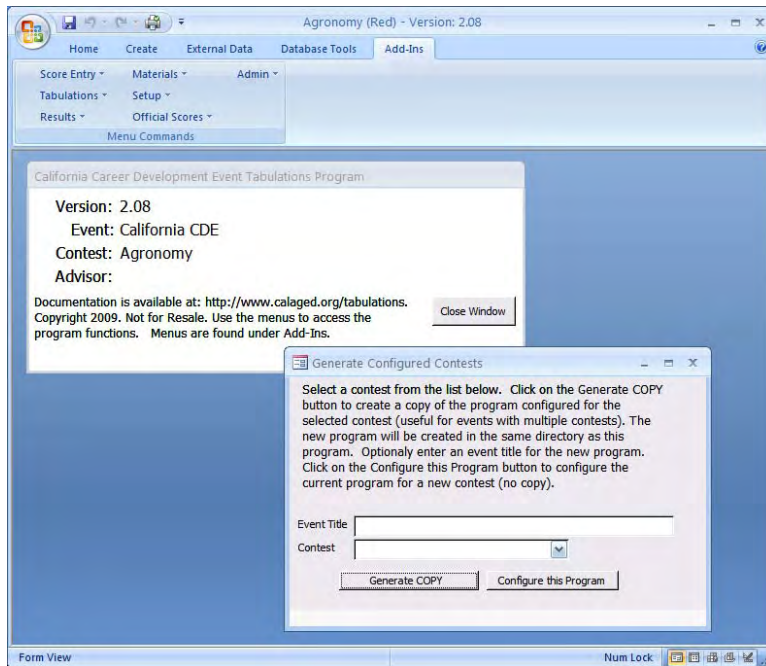 Agronomy (Red) - Version: 2.08
Home Create External Data Database Tools Add-Ins
Score Entry Materials Admin
Tabulations Setup
Results Official Scores
Menu Commands
California Career Development Event Tabulations Program
Version: 2.08
Event: California CDE
Contest: Agronomy
Advisor:
Documentation is available at: http://www.calaged.org/tabulations.
Copyright 2009. Not for Resale. Use the menus to access the
program functions. Menus are found under Add-Ins.
Close Window
Generate Configured Contests
Select a contest from the list below. Click on the Generate COPY
button to create a copy of the program configured for the
selected contest (useful for events with multiple contests). The
new program will be created in the same directory as this
program. Optionaly enter an event title for the new program.
Click on the Configure this Program button to configure the
current program for a new contest (no copy).
Event Title
Contest
Generate COPY Configure this Program
Form View Num Lock